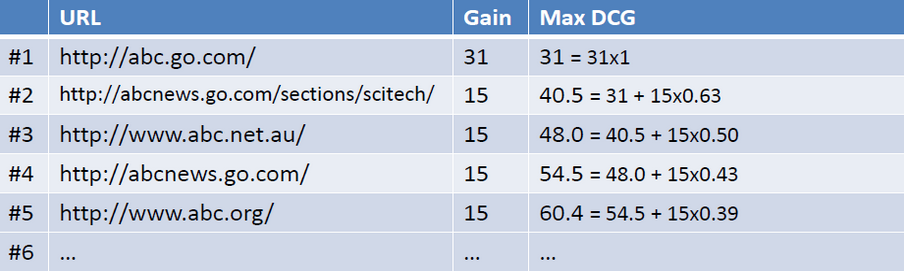 URL Gain Max DCG
#1 http://abc.go.com/ 31 31 = 31x1
#2 http://abcnews.go.com/sections/scitech/ 15 40.5 = 31 + 15x0.63
#3 http://www.abc.net.au/ 15 48.0 = 40.5 + 15x0.50
#4 http://abcnews.go.com/ 15 54.5 = 48.0 + 15x0.43
#5 http://www.abc.org/ 15 60.4 = 54.5 + 15x0.39
#6 ... ... ...